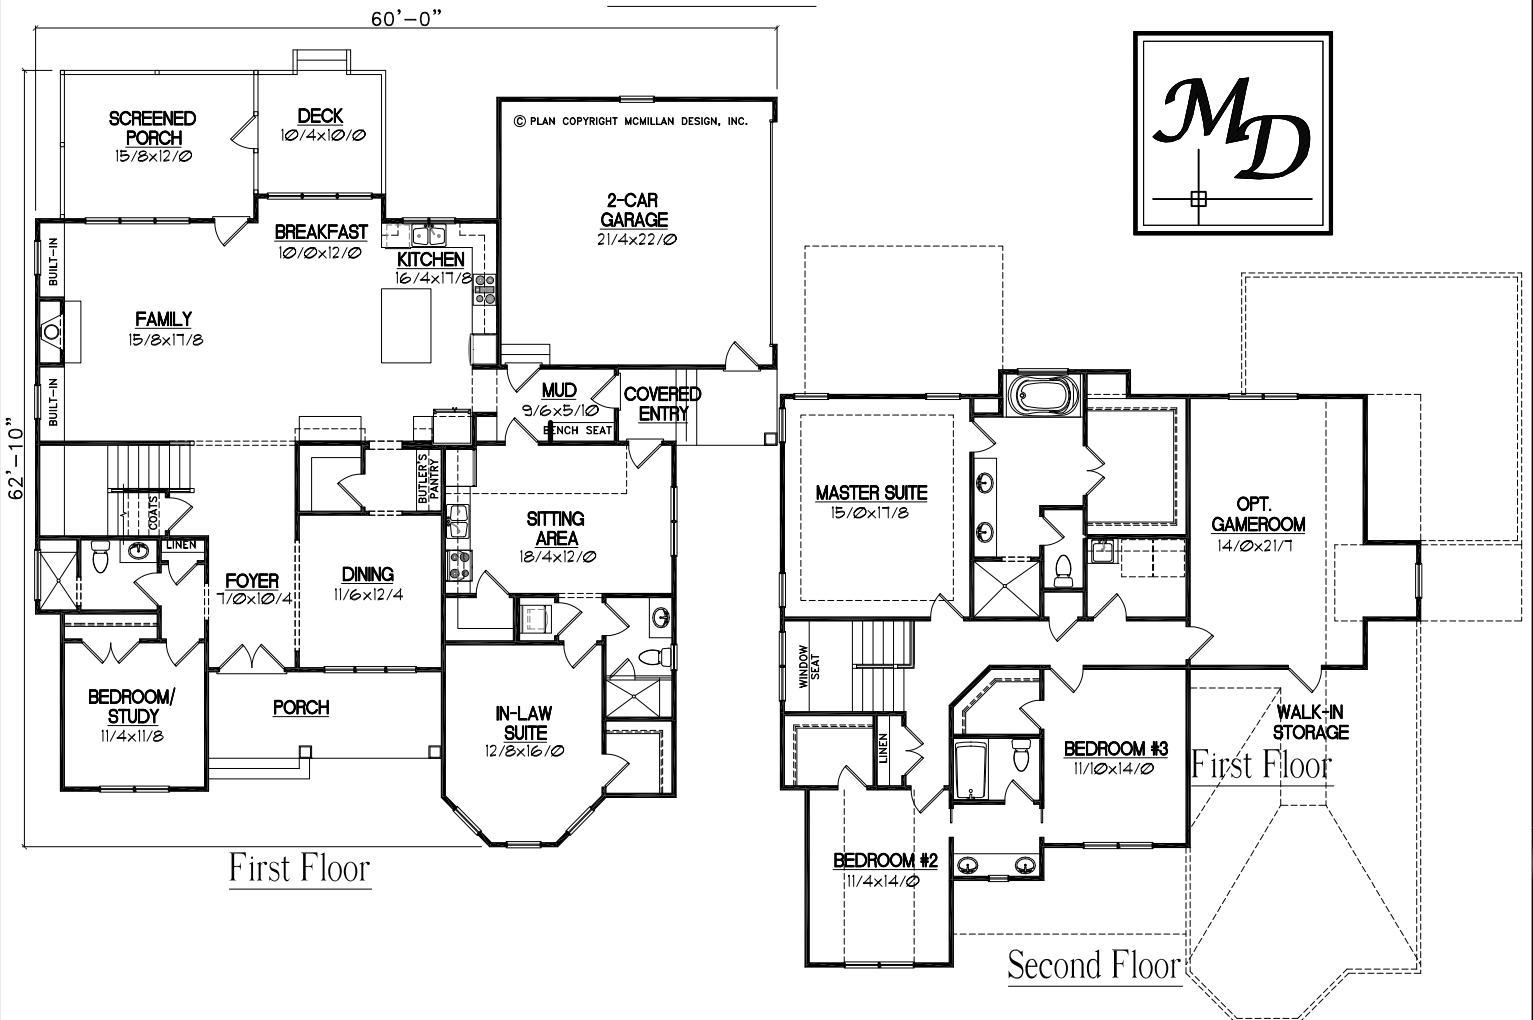 60'-0"
62'-10"
SCREENED
PORCH
15/8x12/0
DECK
10/4x10/0
© PLAN COPYRIGHT MCMILLAN DESIGN, INC.
2-CAR
GARAGE
21/4x22/0
BREAKFAST
10/0x12/0
KITCHEN
16/4x17/8
BUILT-IN
FAMILY
15/8x17/8
BUILT-IN
MUD
9/6x5/10
BENCH SEAT
COVERED
ENTRY
COATS
BUTLER'S
PANTRY
SITTING
AREA
18/4x12/0
LINEN
FOYER
7/0x10/4
DINING
11/6x12/4
BEDROOM/
STUDY
11/4x11/8
PORCH
IN-LAW
SUITE
12/8x16/0
First Floor
MD
MASTER SUITE
15/0x17/8
OPT.
GAMEROOM
14/0x21/7
WINDOW
SEAT
LINEN
BEDROOM #3
11/10x14/0
WALK-IN
STORAGE
First Floor
BEDROOM #2
11/4x14/0
Second Floor